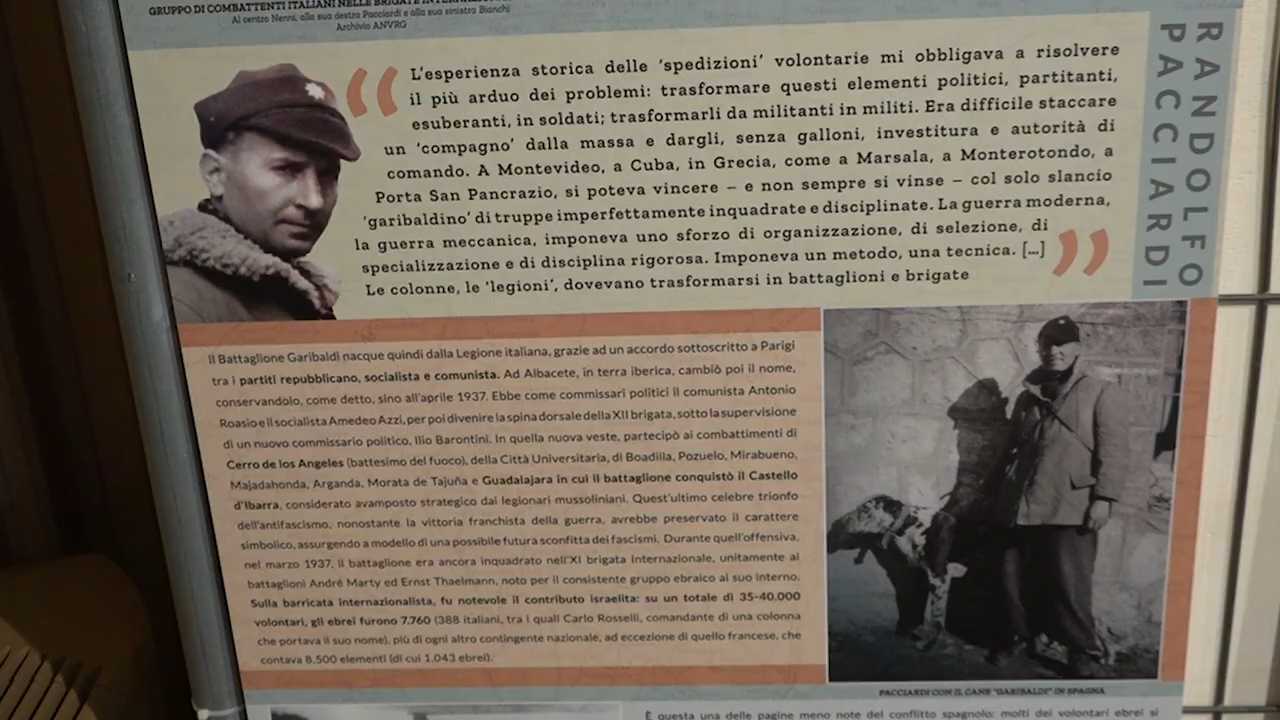 GRUPPO DI COMBATTENTI ITALIANI NELLE BRIGATE
Al centro Nenni, alla sua destra Pacciardi e alla sua sinistra Bianchi
Archivio ANVRG
RANDOLFO
PACCIARDI
“
L’esperienza storica delle ‘spedizioni’ volontarie mi obbligava a risolvere
il più arduo dei problemi: trasformare questi elementi politici, partitanti,
esuberanti, in soldati; trasformarli da militanti in militi. Era difficile staccare
un ‘compagno’ dalla massa e dargli, senza galloni, investitura e autorità di
comando. A Montevideo, a Cuba, in Grecia, come a Marsala, a Monterotondo, a
Porta San Pancrazio, si poteva vincere – e non sempre si vinse – col solo slancio
‘garibaldino’ di truppe imperfettamente inquadrate e disciplinate. La guerra moderna,
la guerra meccanica, imponeva uno sforzo di organizzazione, di selezione, di
specializzazione e di disciplina rigorosa. Imponeva un metodo, una tecnica. [...]
Le colonne, le ‘legioni’, dovevano trasformarsi in battaglioni e brigate
”
Il Battaglione Garibaldi nacque quindi dalla Legione italiana, grazie ad un accordo sottoscritto a Parigi
tra i partiti repubblicano, socialista e comunista. Ad Albacete, in terra iberica, cambiò poi il nome,
conservandolo, come detto, sino all’aprile 1937. Ebbe come commissari politici il comunista Antonio
Roasio e il socialista Amedeo Azzi, per poi divenire la spina dorsale della XII brigata, sotto la supervisione
di un nuovo commissario politico, Ilio Barontini. In quella nuova veste, partecipò ai combattimenti di
Cerro de los Angeles (battesimo del fuoco), della Città Universitaria, di Boadilla, Pozuelo, Mirabueno,
Majadahonda, Arganda, Morata de Tajuña e Guadalajara in cui il battaglione conquistò il Castello
d’Ibarra, considerato avamposto strategico dai legionari mussoliniani. Quest’ultimo celebre trionfo
dell’antifascismo, nonostante la vittoria franchista della guerra, avrebbe preservato il carattere
simbolico, assurgendo a modello di una possibile futura sconfitta dei fascismi. Durante quell’offensiva,
nel marzo 1937, il battaglione era ancora inquadrato nell’XI brigata Internazionale, unitamente ai
battaglioni André Marty ed Ernst Thaelmann, noto per il consistente gruppo ebraico al suo interno.
Sulla barricata internazionalista, fu notevole il contributo israelita: su un totale di 35-40.000
volontari, gli ebrei furono 7.760 (388 italiani, tra i quali Carlo Rosselli, comandante di una colonna
che portava il suo nome), più di ogni altro contingente nazionale, ad eccezione di quello francese, che
contava 8.500 elementi (di cui 1.043 ebrei).
PACCIARDI CON IL CANE "GARIBALDI" IN SPAGNA
È questa una delle pagine meno note del conflitto spagnolo: molti dei volontari ebrei si